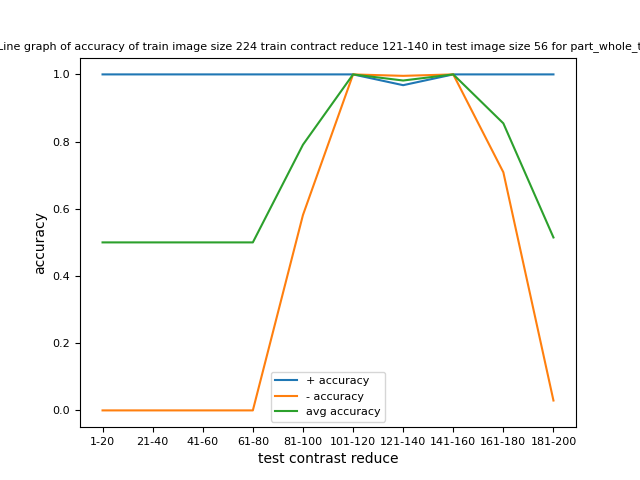 Line graph of accuracy of train image size 224 train contract reduce 121-140 in test image size 56 for part_whole_t
1.0
0.8
0.6
0.4
0.2
0.0
accuracy
+ accuracy
- accuracy
avg accuracy
1-20 21-40 41-60 61-80 81-100 101-120 121-140 141-160 161-180 181-200
test contrast reduce